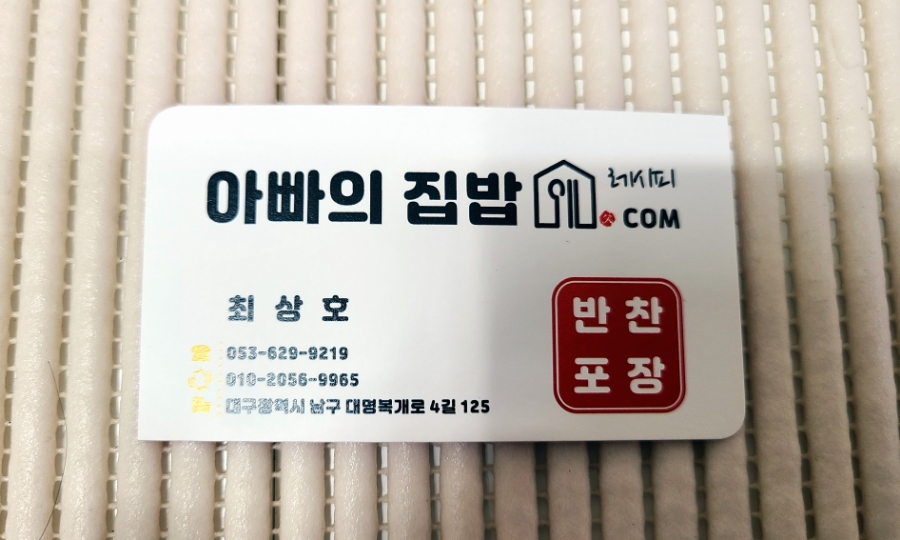 아빠의 집밥 레시피
.COM
최상호
053-629-9219
010-2056-9965
대구광역시 남구 대명복개로 4길 125
반찬
포장